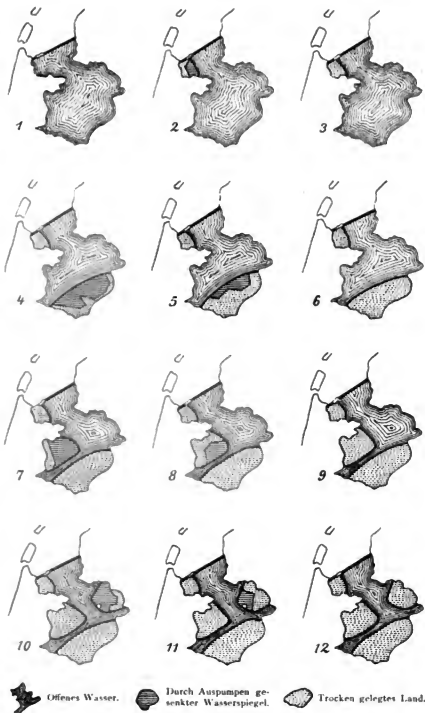 1 2 3
4 5 6
7 8 9
10 11 12
Offenes Wasser. Durch Auspumpen ge-
senkter Wasserspiegel. Trocken gelegtes Land.